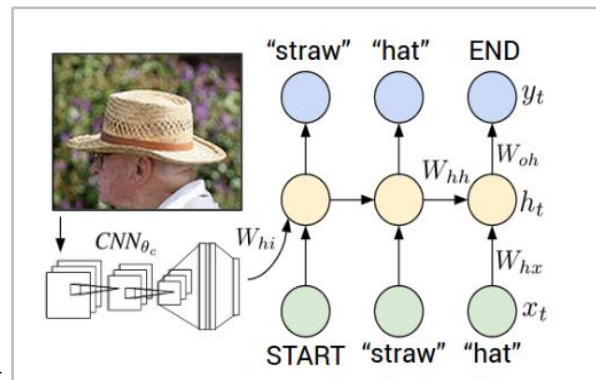 “straw” “hat” END
y_t
W_oh
W_hh
h_t
CNN_θc
W_hi
W_hx
x_t
START “straw” “hat”